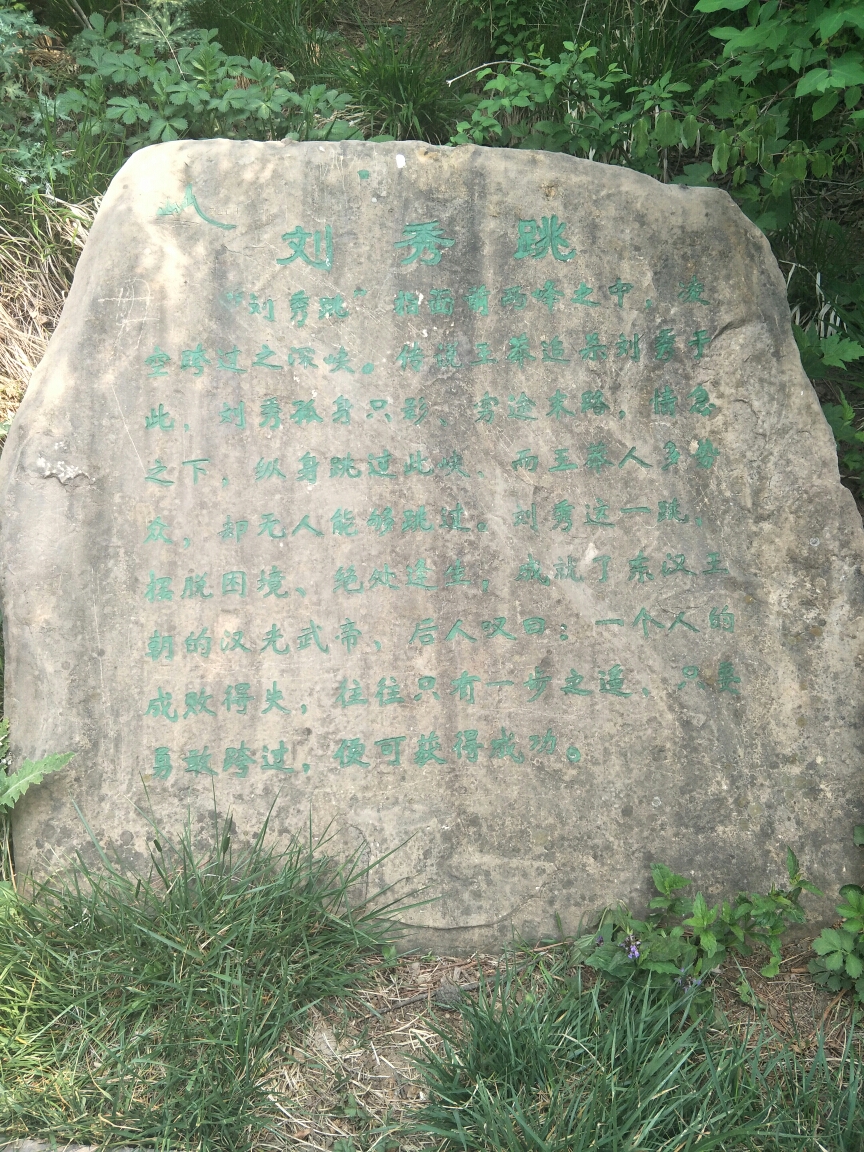 刘秀跳
“刘秀跳”指面前两峰之中，凌
空跨过之深峡。传说王莽追杀刘秀于
此，刘秀孤身只影、穷途末路，情急
之下，纵身跳过此峡，而王莽人多势
众，却无人能够跳过。刘秀这一跳，
摆脱困境、绝处逢生，成就了东汉王
朝的汉光武帝，后人叹曰：一个人的
成败得失，往往只有一步之遥，只要
勇敢跨过，便可获得成功。